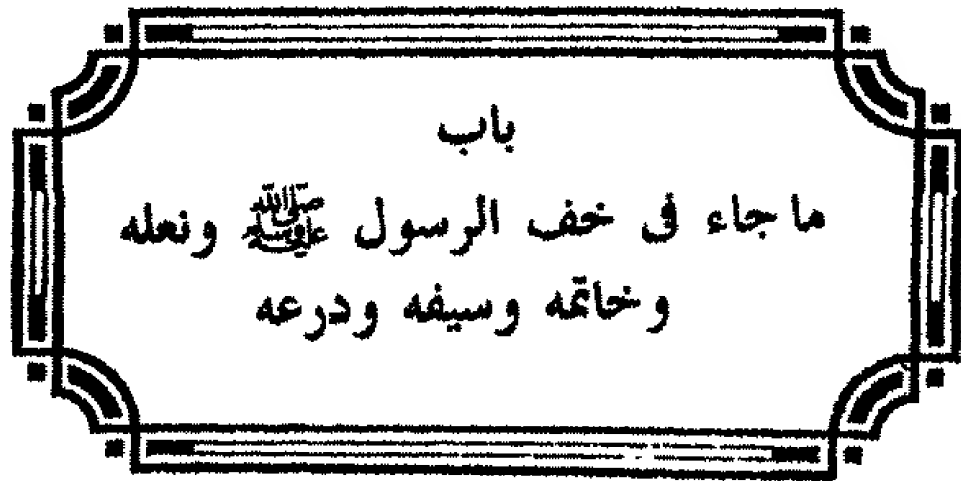 باب
ما جاء فى خف الرسول ﷺ ونعله
وخاتمه وسيفه ودرعه